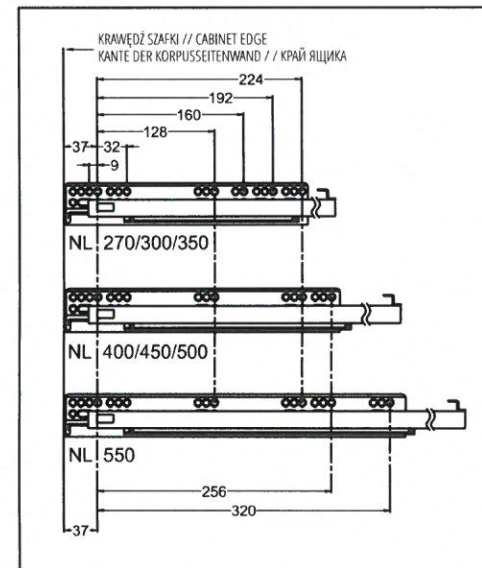 KRAWĘDŹ SZAFKI // CABINET EDGE
KANTE DER KORPUSSEITENWAND // КРАЙ ЯЩИКА
224
192
160
128
37 32
9
NL 270/300/350
NL 400/450/500
NL 550
256
320
37